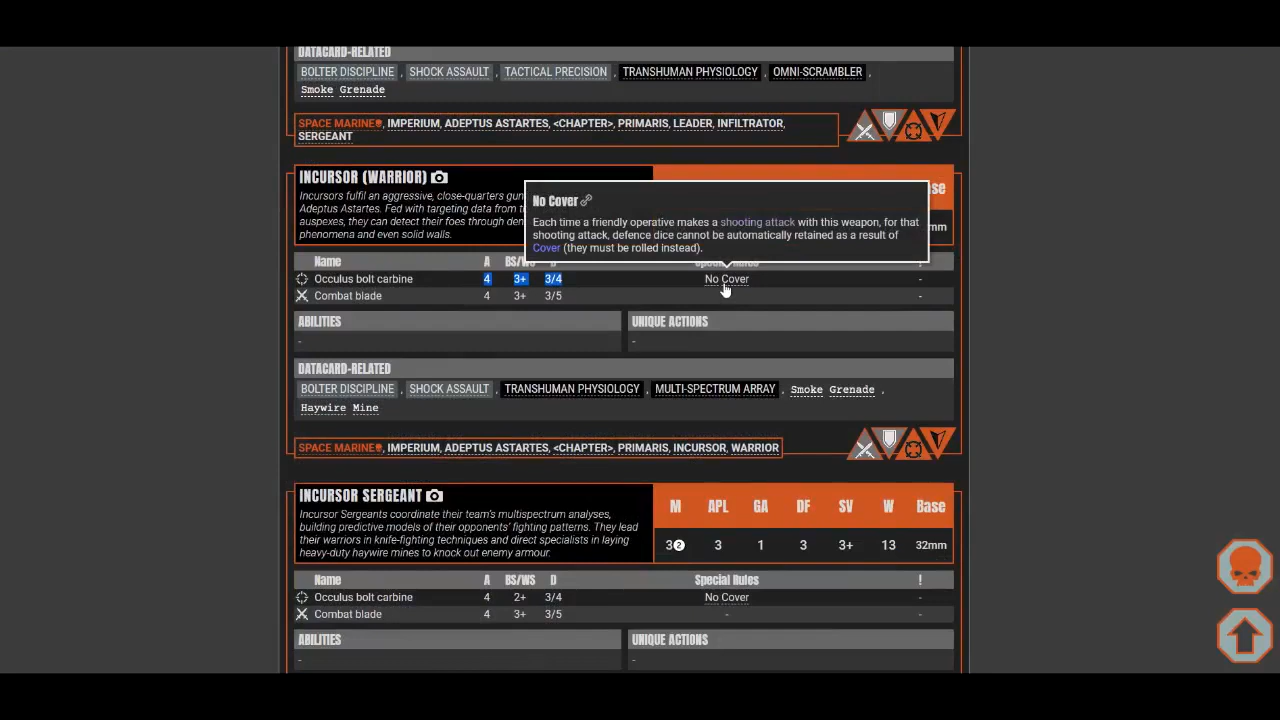 DATACARD-RELATED
BOLTER DISCIPLINE , SHOCK ASSAULT , TACTICAL PRECISION , TRANSHUMAN PHYSIOLOGY , OMNI-SCRAMBLER ,
Smoke Grenade
SPACE MARINE, IMPERIUM, ADEPTUS ASTARTES, <CHAPTER>, PRIMARIS, LEADER, INFILTRATOR,
SERGEANT
INCURSOR (WARRIOR)
Incursors fulfil an aggressive, close-quarters
Adeptus Astartes. Fed with targeting data from
auspexes, they can detect their foes through
phenomena and even solid walls.
No Cover
Each time a friendly operative makes a shooting attack with this weapon, for that
shooting attack, defence dice cannot be automatically retained as a result of
Cover (they must be rolled instead).
Name A BS/WS D !
Occulus bolt carbine 4 3+ 3/4 No Cover -
Combat blade 4 3+ 3/5 -
ABILITIES UNIQUE ACTIONS
- -
DATACARD-RELATED
BOLTER DISCIPLINE , SHOCK ASSAULT , TRANSHUMAN PHYSIOLOGY , MULTI-SPECTRUM ARRAY , Smoke Grenade ,
Haywire Mine
SPACE MARINE, IMPERIUM, ADEPTUS ASTARTES, <CHAPTER>, PRIMARIS, INCURSOR, WARRIOR
INCURSOR SERGEANT
Incursor Sergeants coordinate their team's multispectrum analyses,
building predictive models of their opponents' fighting patterns. They lead
their warriors in knife-fighting techniques and direct specialists in laying
heavy-duty haywire mines to knock out enemy armour.
M APL GA DF SV W Base
3② 3 1 3 3+ 13 32mm
Name A BS/WS D Special Rules !
Occulus bolt carbine 4 2+ 3/4 No Cover -
Combat blade 4 3+ 3/5 - -
ABILITIES UNIQUE ACTIONS
- -